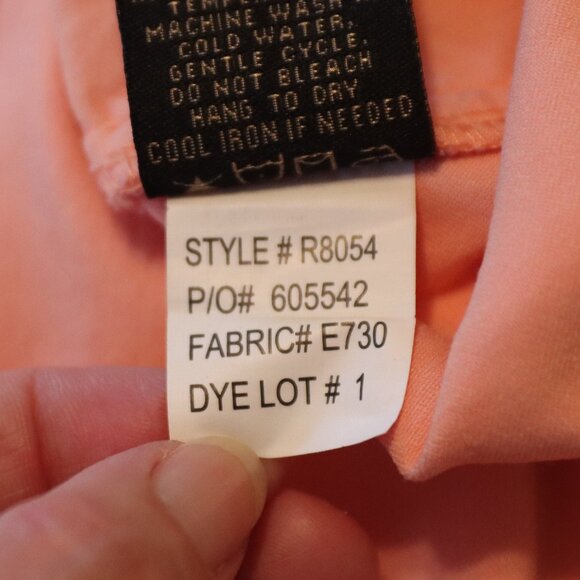 MACHINE WASH
COLD WATER,
GENTLE CYCLE,
DO NOT BLEACH
HANG TO DRY
COOL IRON IF NEEDED
STYLE # R8054
P/O# 605542
FABRIC# E730
DYE LOT # 1